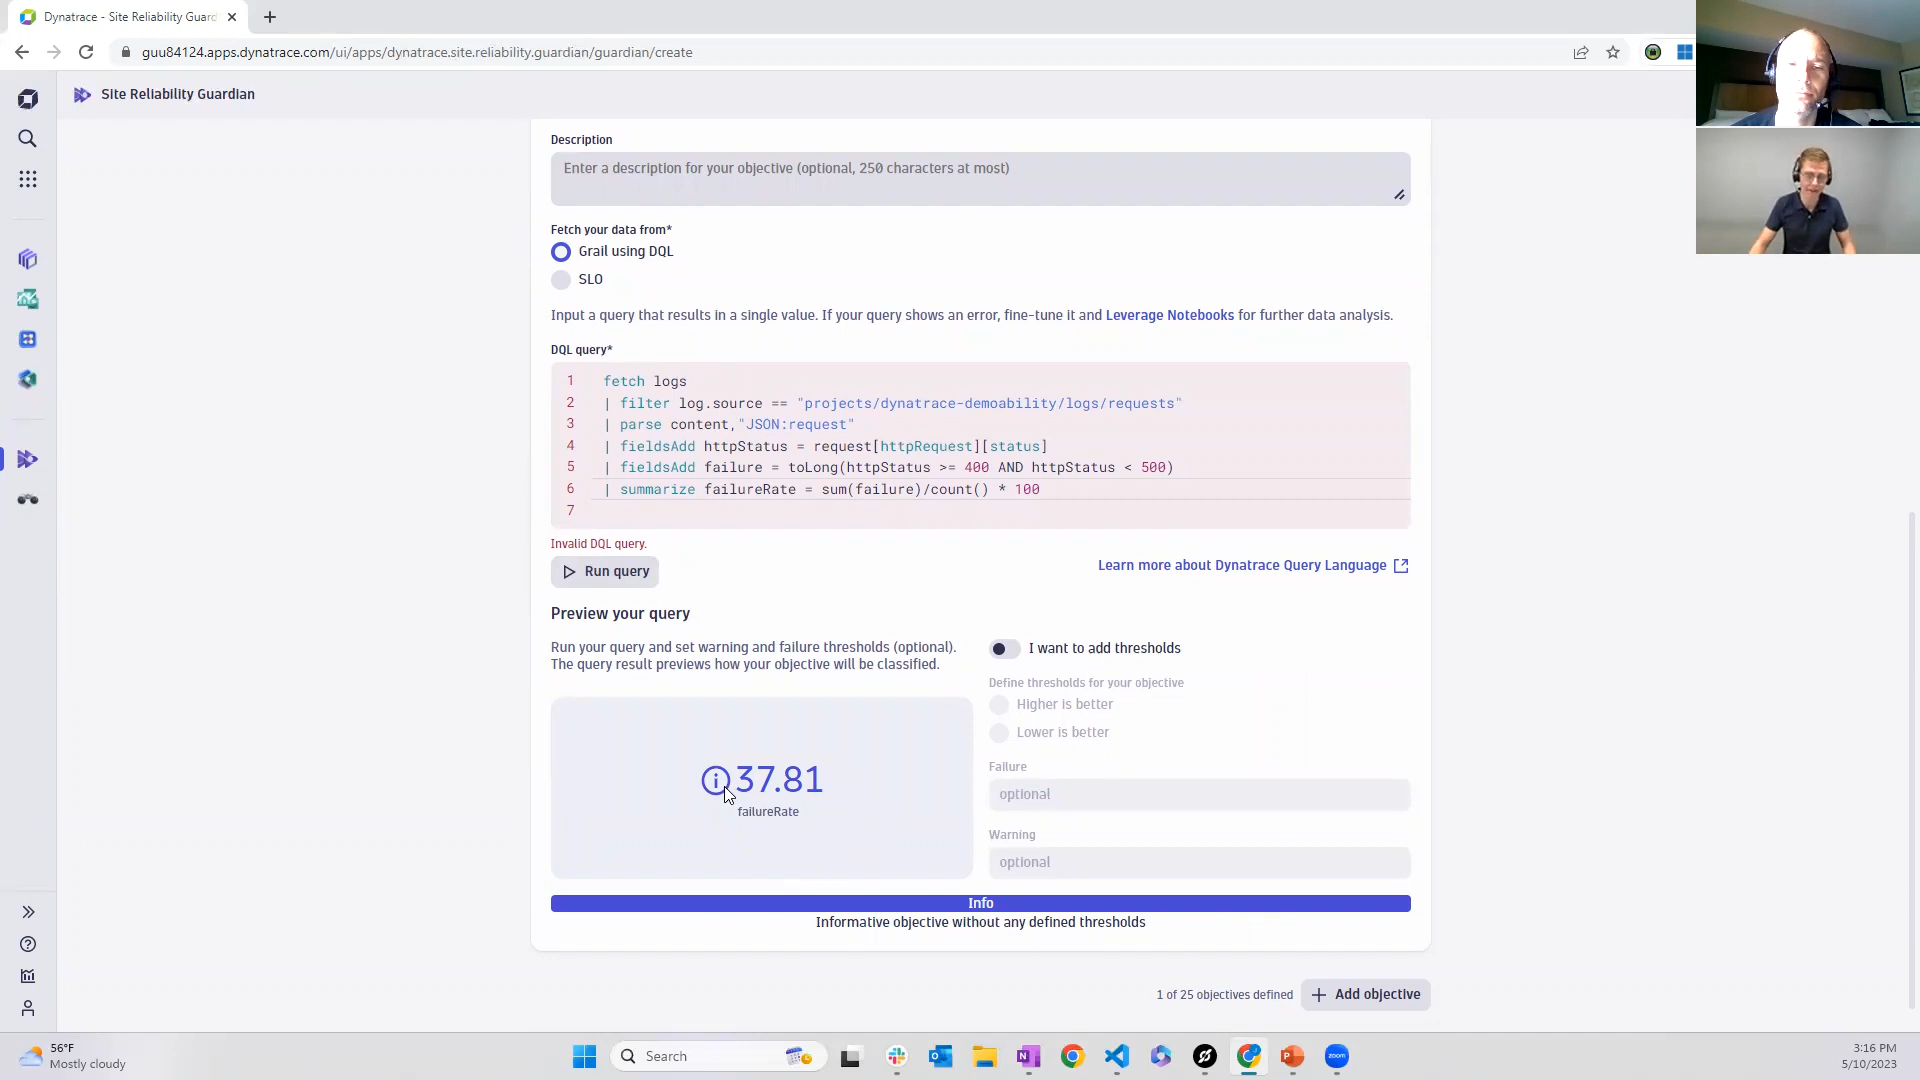 Dynatrace - Site Reliability Guard
guu84124.apps.dynatrace.com/ui/apps/dynatrace.site.reliability.guardian/guardian/create
Site Reliability Guardian
Description
Enter a description for your objective (optional, 250 characters at most)
Fetch your data from*
Grail using DQL
SLO
Input a query that results in a single value. If your query shows an error, fine-tune it and Leverage Notebooks for further data analysis.
DQL query*
1 fetch logs
2 | filter log.source == "projects/dynatrace-demoability/logs/requests"
3 | parse content,"JSON:request"
4 | fieldsAdd httpStatus = request[httpRequest][status]
5 | fieldsAdd failure = toLong(httpStatus >= 400 AND httpStatus < 500)
6 | summarize failureRate = sum(failure)/count() * 100
7
Invalid DQL query.
Run query
Learn more about Dynatrace Query Language
Preview your query
Run your query and set warning and failure thresholds (optional).
The query result previews how your objective will be classified.
37.81
failureRate
I want to add thresholds
Define thresholds for your objective
Higher is better
Lower is better
Failure
optional
Warning
optional
Info
Informative objective without any defined thresholds
1 of 25 objectives defined
Add objective
56°F
Mostly cloudy
Search
zoom
3:16 PM
5/10/2023